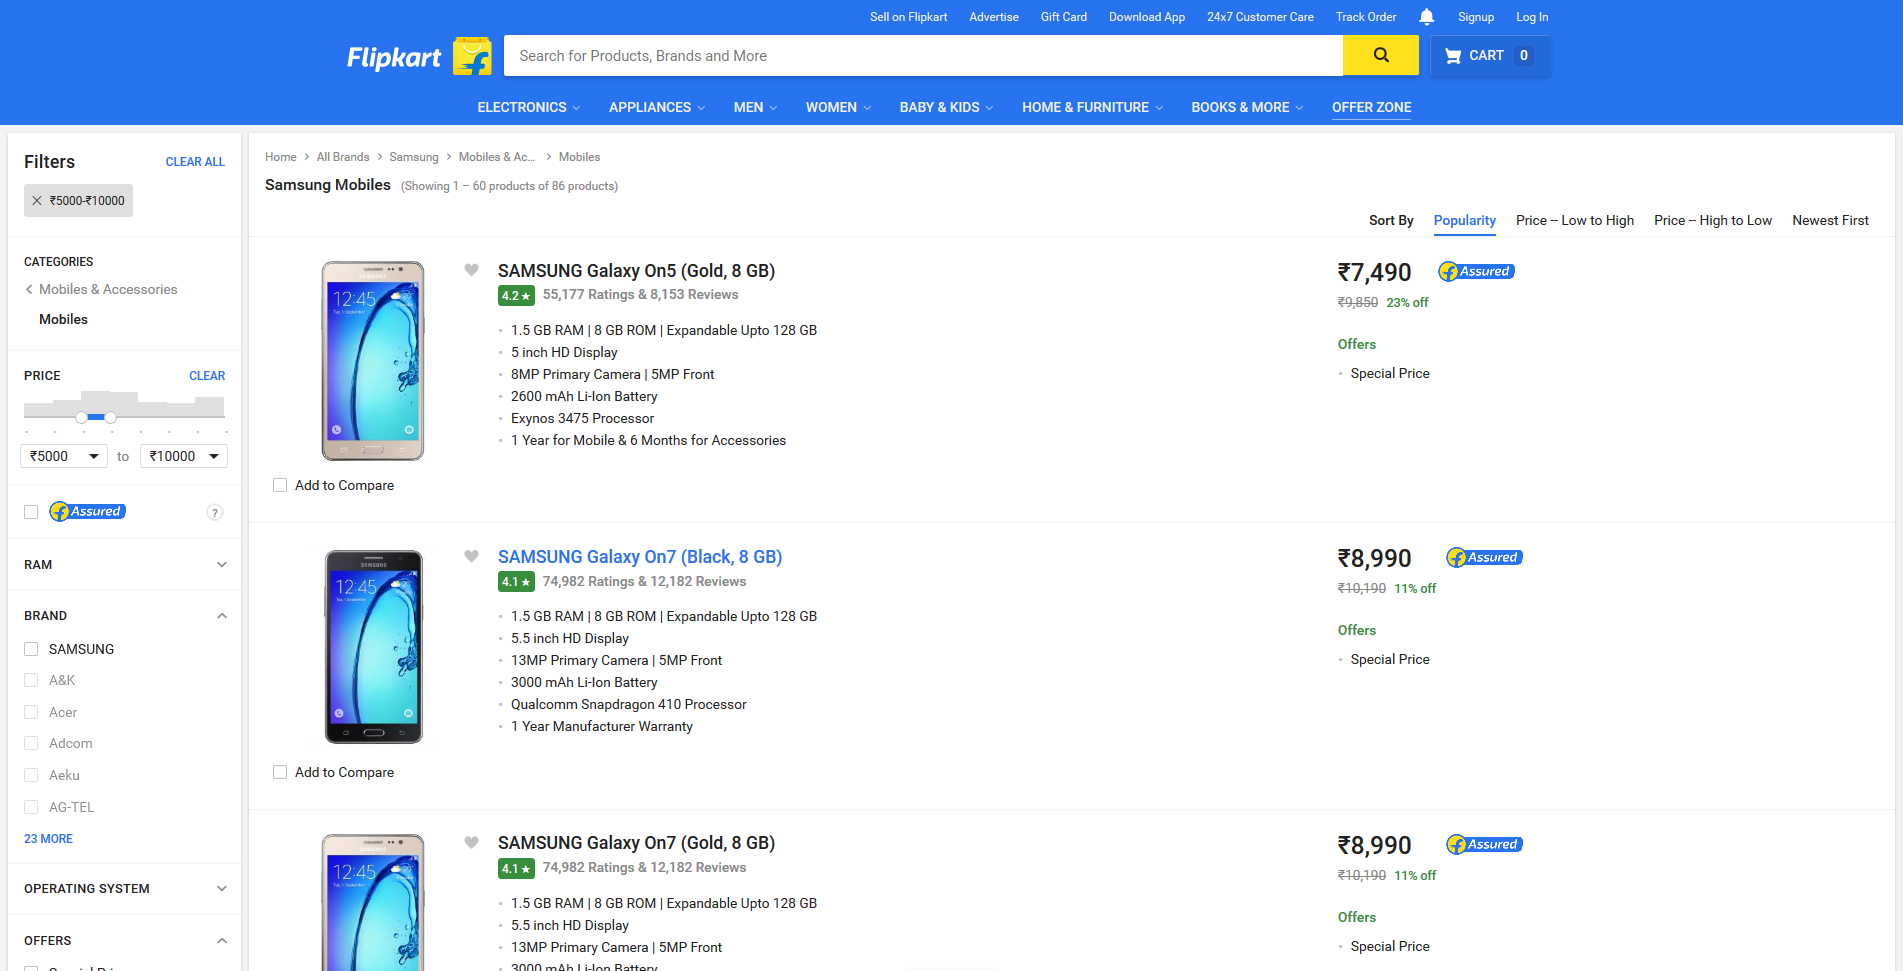 Sell on Flipkart Advertise Gift Card Download App 24x7 Customer Care Track Order Signup Log In
Flipkart
Search for Products, Brands and More
CART 0
ELECTRONICS APPLIANCES MEN WOMEN BABY & KIDS HOME & FURNITURE BOOKS & MORE OFFER ZONE
Filters CLEAR ALL
₹5000-₹10000
CATEGORIES
Mobiles & Accessories
Mobiles
PRICE CLEAR
₹5000 to ₹10000
Assured ?
RAM
BRAND
SAMSUNG
A&K
Acer
Adcom
Aeku
AG-TEL
23 MORE
OPERATING SYSTEM
OFFERS
Home All Brands Samsung Mobiles & Ac... Mobiles
Samsung Mobiles (Showing 1 – 60 products of 86 products)
Sort By Popularity Price -- Low to High Price -- High to Low Newest First
12:45
SAMSUNG Galaxy On5 (Gold, 8 GB)
4.2 ★ 55,177 Ratings & 8,153 Reviews
1.5 GB RAM | 8 GB ROM | Expandable Upto 128 GB
5 inch HD Display
8MP Primary Camera | 5MP Front
2600 mAh Li-Ion Battery
Exynos 3475 Processor
1 Year for Mobile & 6 Months for Accessories
₹7,490 Assured
₹9,850 23% off
Offers
Special Price
Add to Compare
SAMSUNG
12:45
SAMSUNG Galaxy On7 (Black, 8 GB)
4.1 ★ 74,982 Ratings & 12,182 Reviews
1.5 GB RAM | 8 GB ROM | Expandable Upto 128 GB
5.5 inch HD Display
13MP Primary Camera | 5MP Front
3000 mAh Li-Ion Battery
Qualcomm Snapdragon 410 Processor
1 Year Manufacturer Warranty
₹8,990 Assured
₹10,190 11% off
Offers
Special Price
Add to Compare
12:45
SAMSUNG Galaxy On7 (Gold, 8 GB)
4.1 ★ 74,982 Ratings & 12,182 Reviews
1.5 GB RAM | 8 GB ROM | Expandable Upto 128 GB
5.5 inch HD Display
13MP Primary Camera | 5MP Front
3000 mAh Li-Ion Battery
₹8,990 Assured
₹10,190 11% off
Offers
Special Price